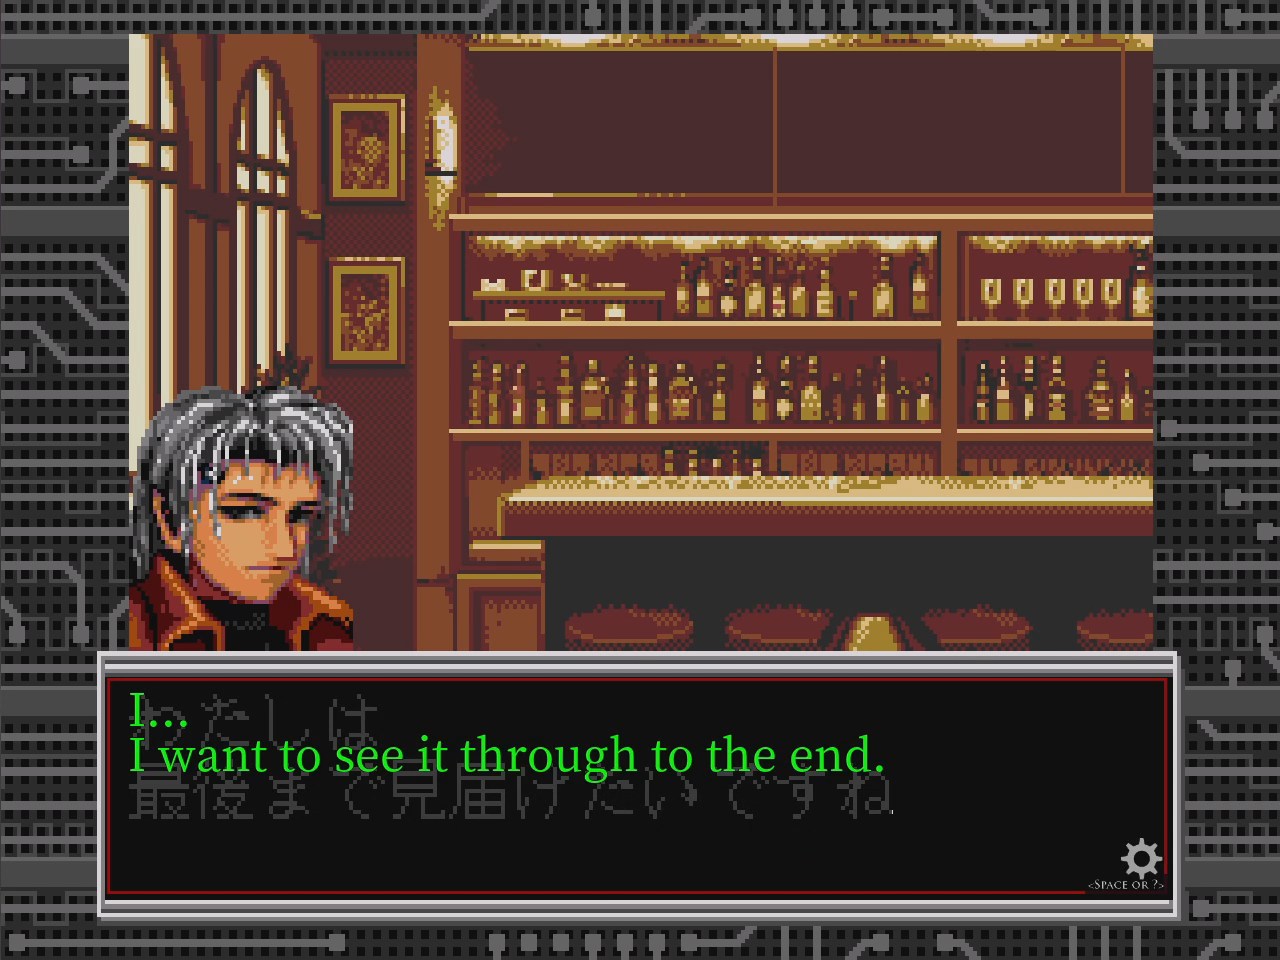 I...
わたしは
I want to see it through to the end.
最後まで見届けたいですね
<SPACE OR ?>